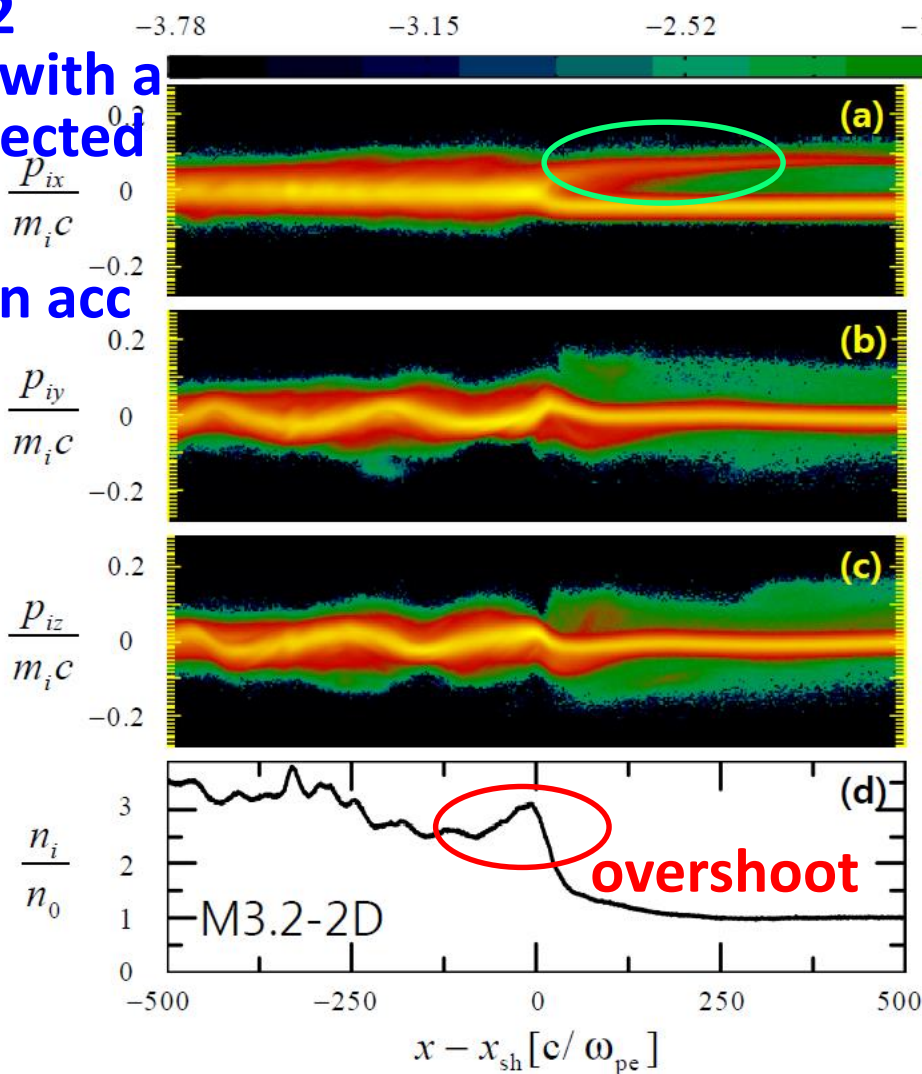 2
−3.78 −3.15 −2.52
with a
ected
n acc
(a)
0.2
0
−0.2
p_ix / m_i c
(b)
0.2
0
−0.2
p_iy / m_i c
(c)
0.2
0
−0.2
p_iz / m_i c
(d)
3
2
1
0
n_i / n_0
overshoot
M3.2-2D
−500 −250 0 250 500
x − x_sh [c/ ω_pe]